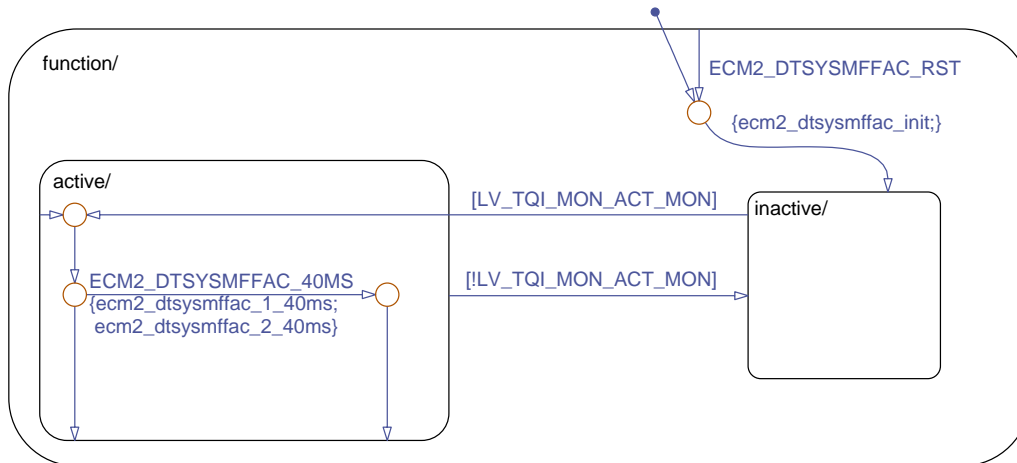 function/
ECM2_DTSYSMFFAC_RST
{ecm2_dtsysmffac_init;}
active/
[LV_TQI_MON_ACT_MON]
inactive/
ECM2_DTSYSMFFAC_40MS
{ecm2_dtsysmffac_1_40ms;
ecm2_dtsysmffac_2_40ms}
[!LV_TQI_MON_ACT_MON]